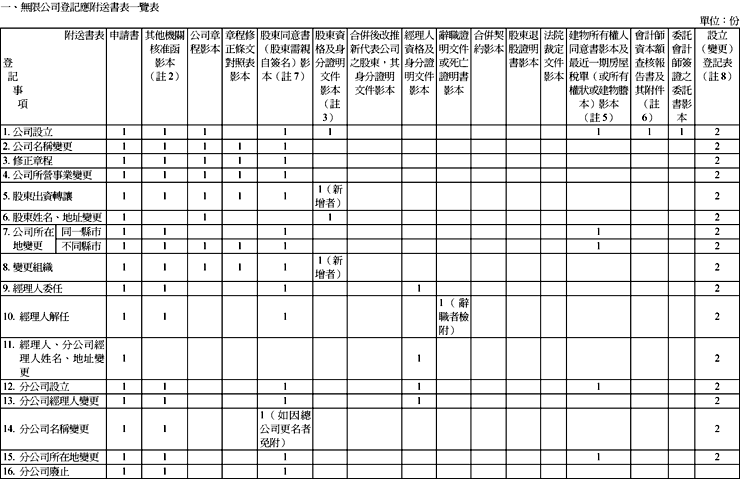 一、無限公司登記應附送書表一覽表
單位：份
附送書表
登記事項
申請書
其他機關核准函影本（註2）
公司章程影本
章程修正條文對照表影本
股東同意書（股東需親自簽名）影本（註7）
股東資格及身分證明文件影本（註3）
合併後改推新代表公司之股東，其身分證明文件影本
經理人資格及身分證明文件影本
辭職證明文件或死亡證明書影本
合併契約影本
股東退股證明書影本
法院裁定文件影本
建物所有權人同意書影本及最近一期房屋稅單（或所有權狀或建物謄本）影本（註5）
會計師資本額查核報告書及其附件（註6）
委託會計師簽證之委託書影本
設立（變更）登記表（註8）
1. 公司設立 1 1 1 1 1 1 1 1 2
2. 公司名稱變更 1 1 1 1 1 2
3. 修正章程 1 1 1 1 1 2
4. 公司所營事業變更 1 1 1 1 1 2
5. 股東出資轉讓 1 1 1 1 1 1（新增者） 2
6. 股東姓名、地址變更 1 1 1 2
7. 公司所在地變更 同一縣市 1 1 1 1 2
不同縣市 1 1 1 1 1 1 2
8. 變更組織 1 1 1 1 1 1（新增者） 2
9. 經理人委任 1 1 1 1 2
10. 經理人解任 1 1 1 1（辭職者檢附） 2
11. 經理人、分公司經理人姓名、地址變更 1 1 2
12. 分公司設立 1 1 1 1 1 2
13. 分公司經理人變更 1 1 1 1 2
14. 分公司名稱變更 1 1 1（如因總公司更名者免附） 2
15. 分公司所在地變更 1 1 1 1 2
16. 分公司廢止 1 1 1